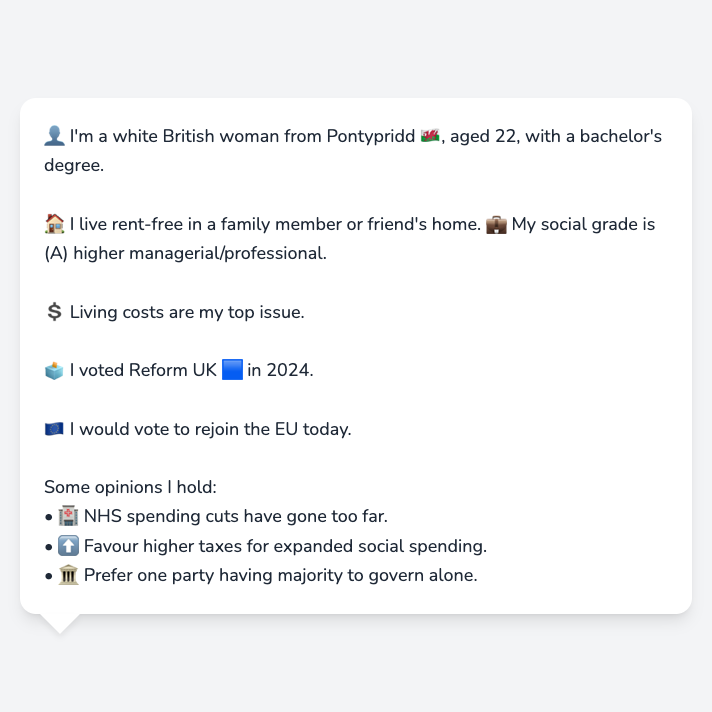 👤 I'm a white British woman from Pontypridd 🏴󠁧󠁢󠁷󠁬󠁳󠁿, aged 22, with a bachelor's
degree.
🏠 I live rent-free in a family member or friend's home. 💼 My social grade is
(A) higher managerial/professional.
💲 Living costs are my top issue.
🗳️ I voted Reform UK 🟦 in 2024.
🇪🇺 I would vote to rejoin the EU today.
Some opinions I hold:
• 🏥 NHS spending cuts have gone too far.
• ⬆️ Favour higher taxes for expanded social spending.
• 🏛️ Prefer one party having majority to govern alone.